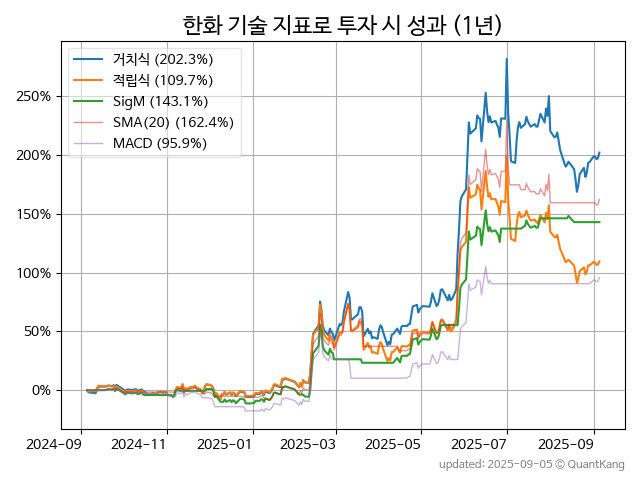 한화 기술 지표로 투자 시 성과 (1년)
거치식 (202.3%)
적립식 (109.7%)
SigM (143.1%)
SMA(20) (162.4%)
MACD (95.9%)
250%
200%
150%
100%
50%
0%
2024-09 2024-11 2025-01 2025-03 2025-05 2025-07 2025-09
updated: 2025-09-05 © QuantKang